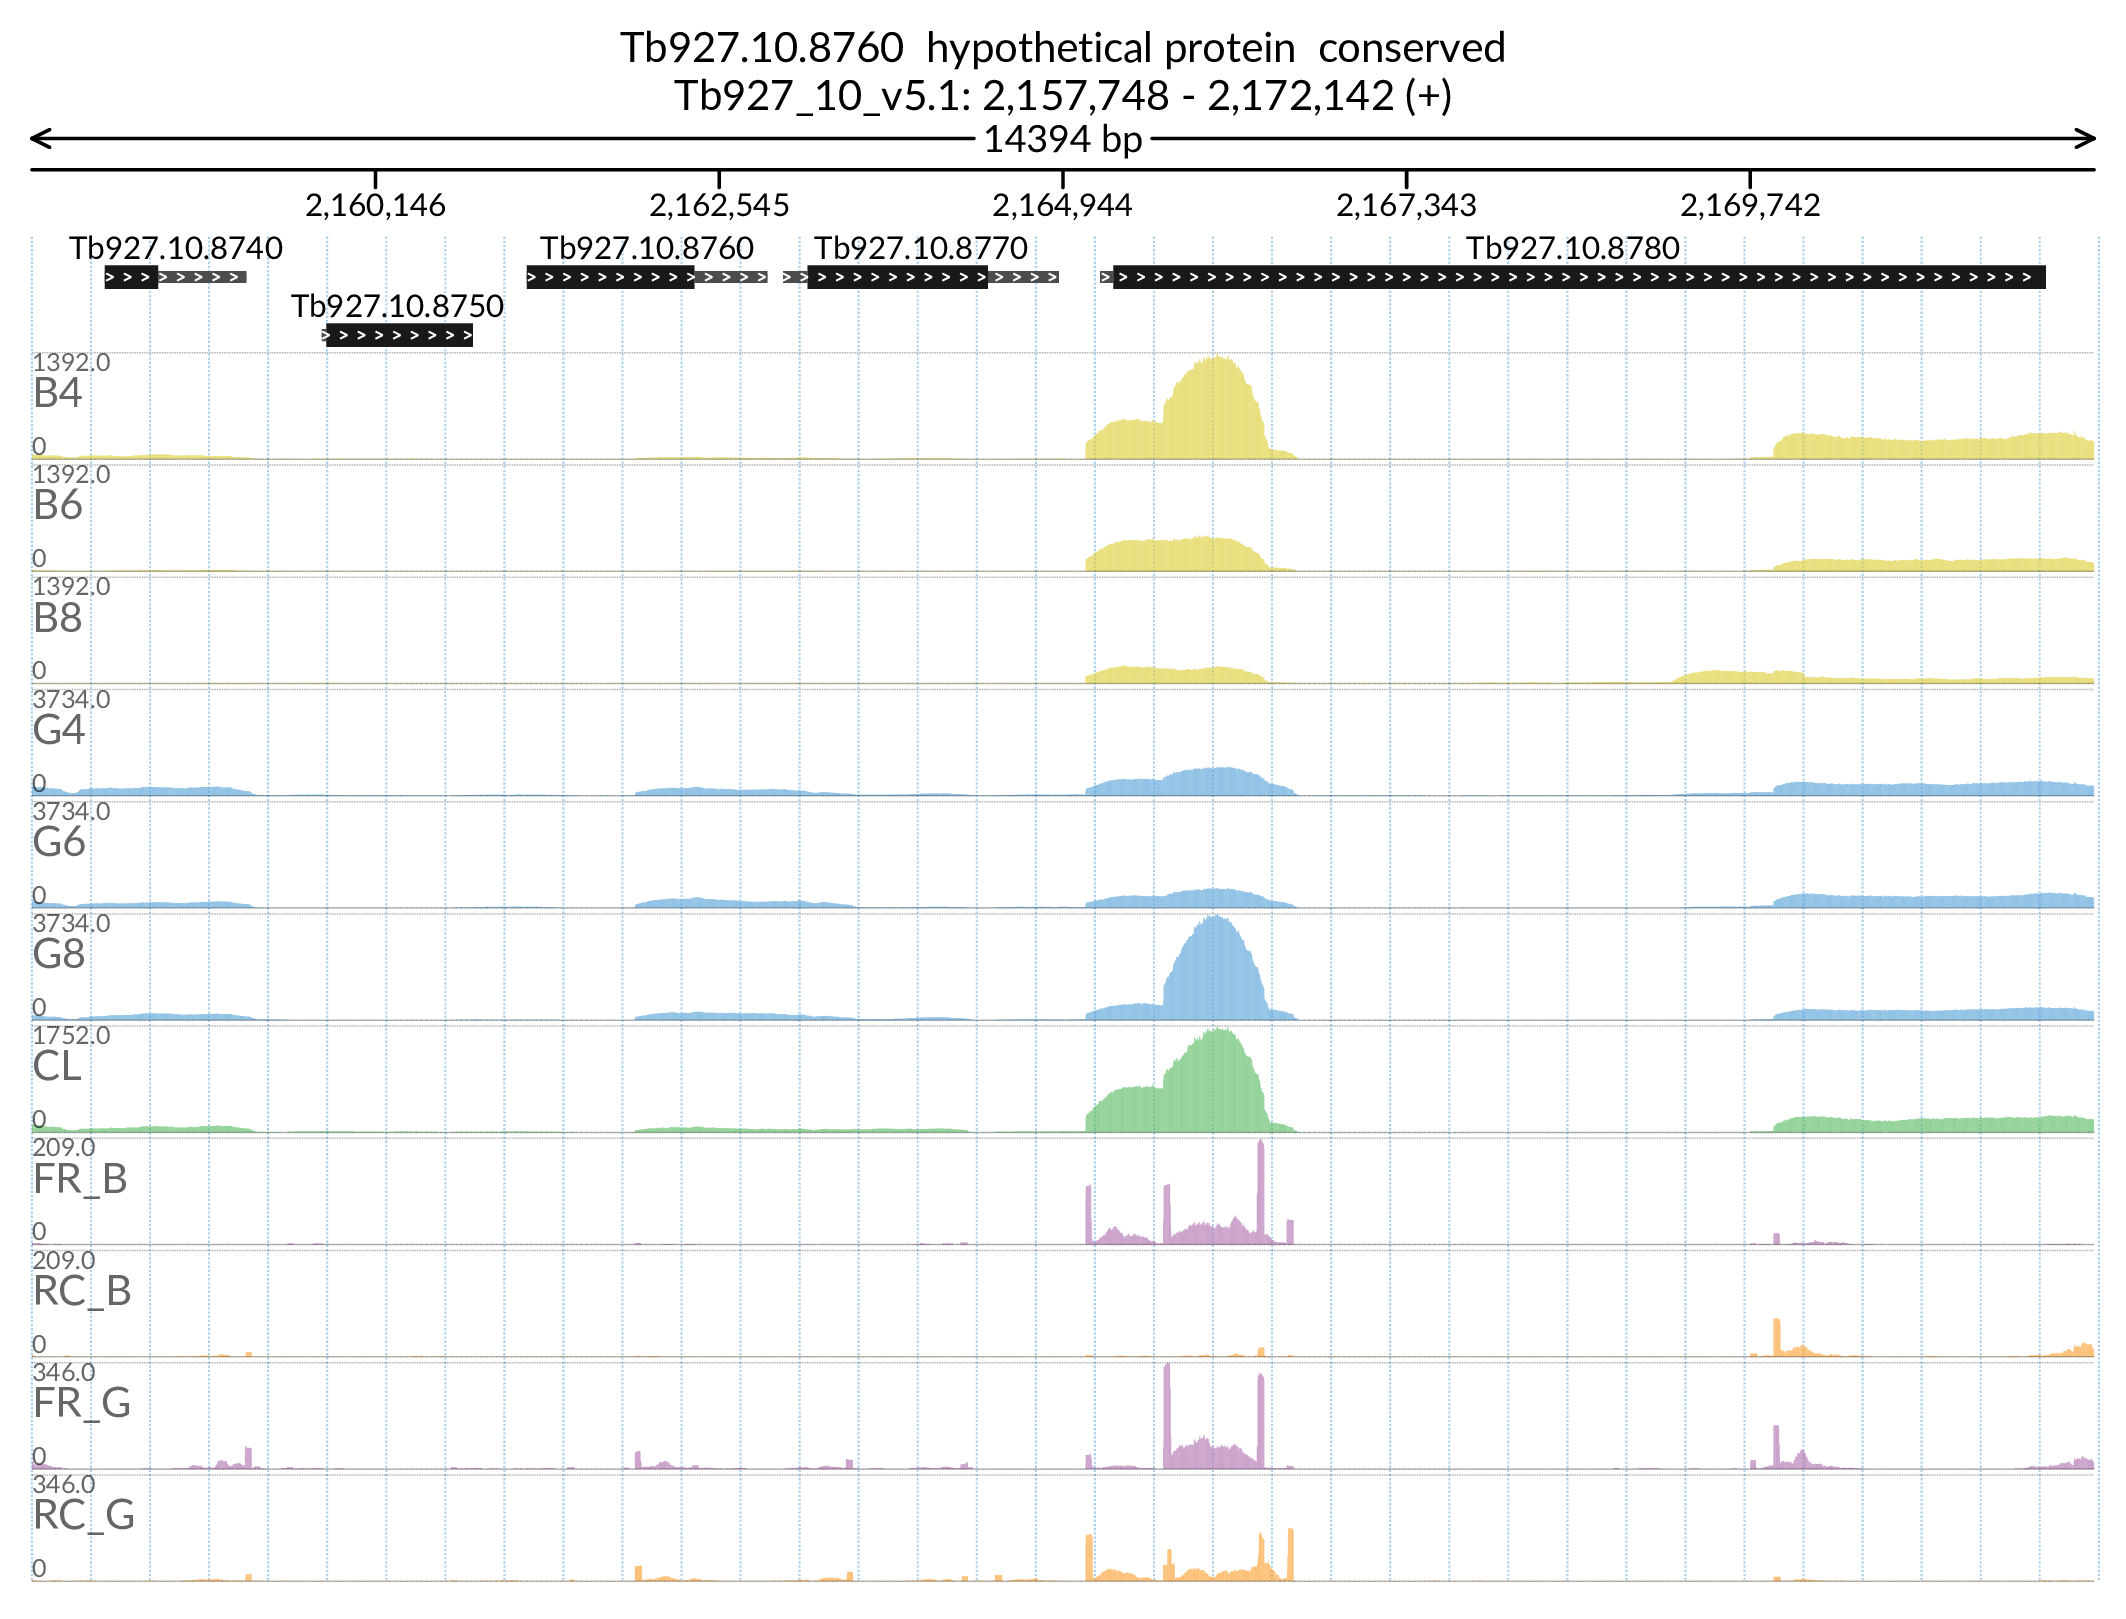 Tb927.10.8760  hypothetical protein  conserved
Tb927_10_v5.1: 2,157,748 - 2,172,142 (+)
14394 bp
2,160,146 2,162,545 2,164,944 2,167,343 2,169,742
Tb927.10.8740 Tb927.10.8760 Tb927.10.8770 Tb927.10.8780
Tb927.10.8750
1392.0
B4
0
1392.0
B6
0
1392.0
B8
0
3734.0
G4
0
3734.0
G6
0
3734.0
G8
0
1752.0
CL
0
209.0
FR_B
0
209.0
RC_B
0
346.0
FR_G
0
346.0
RC_G
0